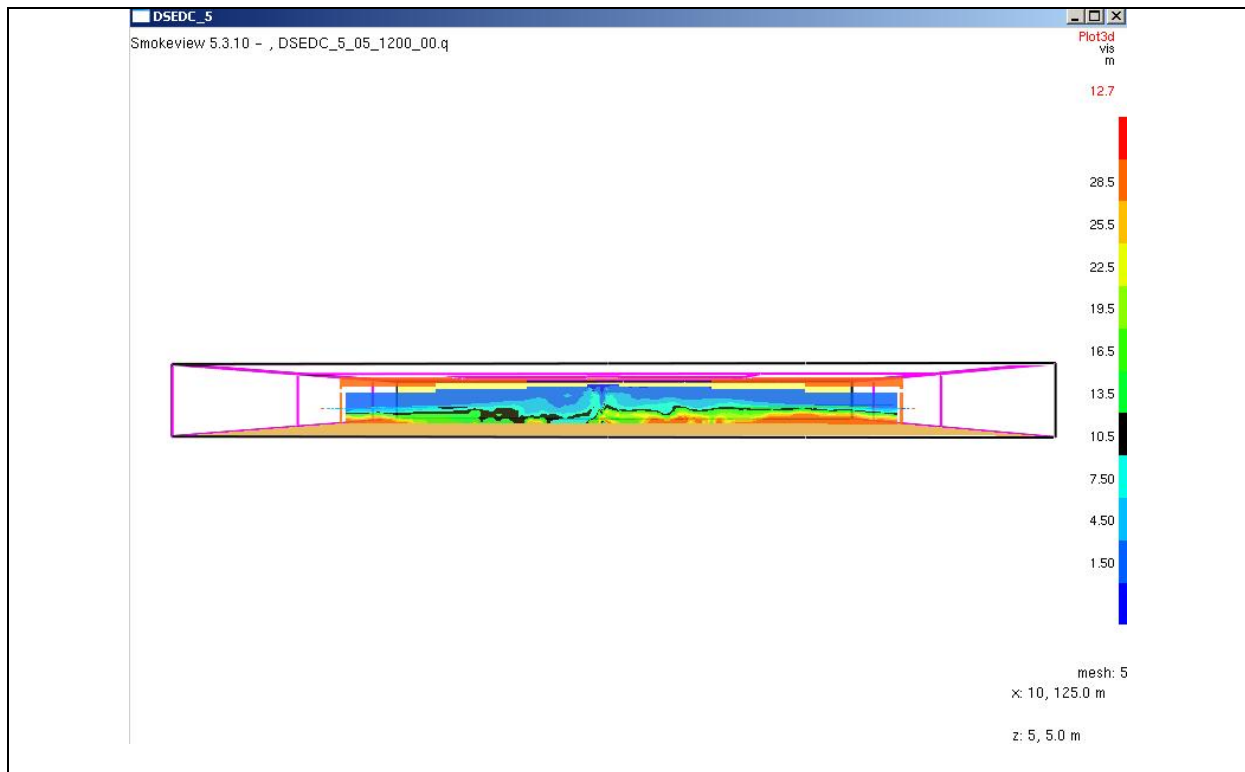 DSEDC_5
Smokeview 5.3.10 - , DSEDC_5_05_1200_00.q
Plot3d
vis
m
12.7
28.5
25.5
22.5
19.5
16.5
13.5
10.5
7.50
4.50
1.50
mesh: 5
x: 10, 125.0 m
z: 5, 5.0 m